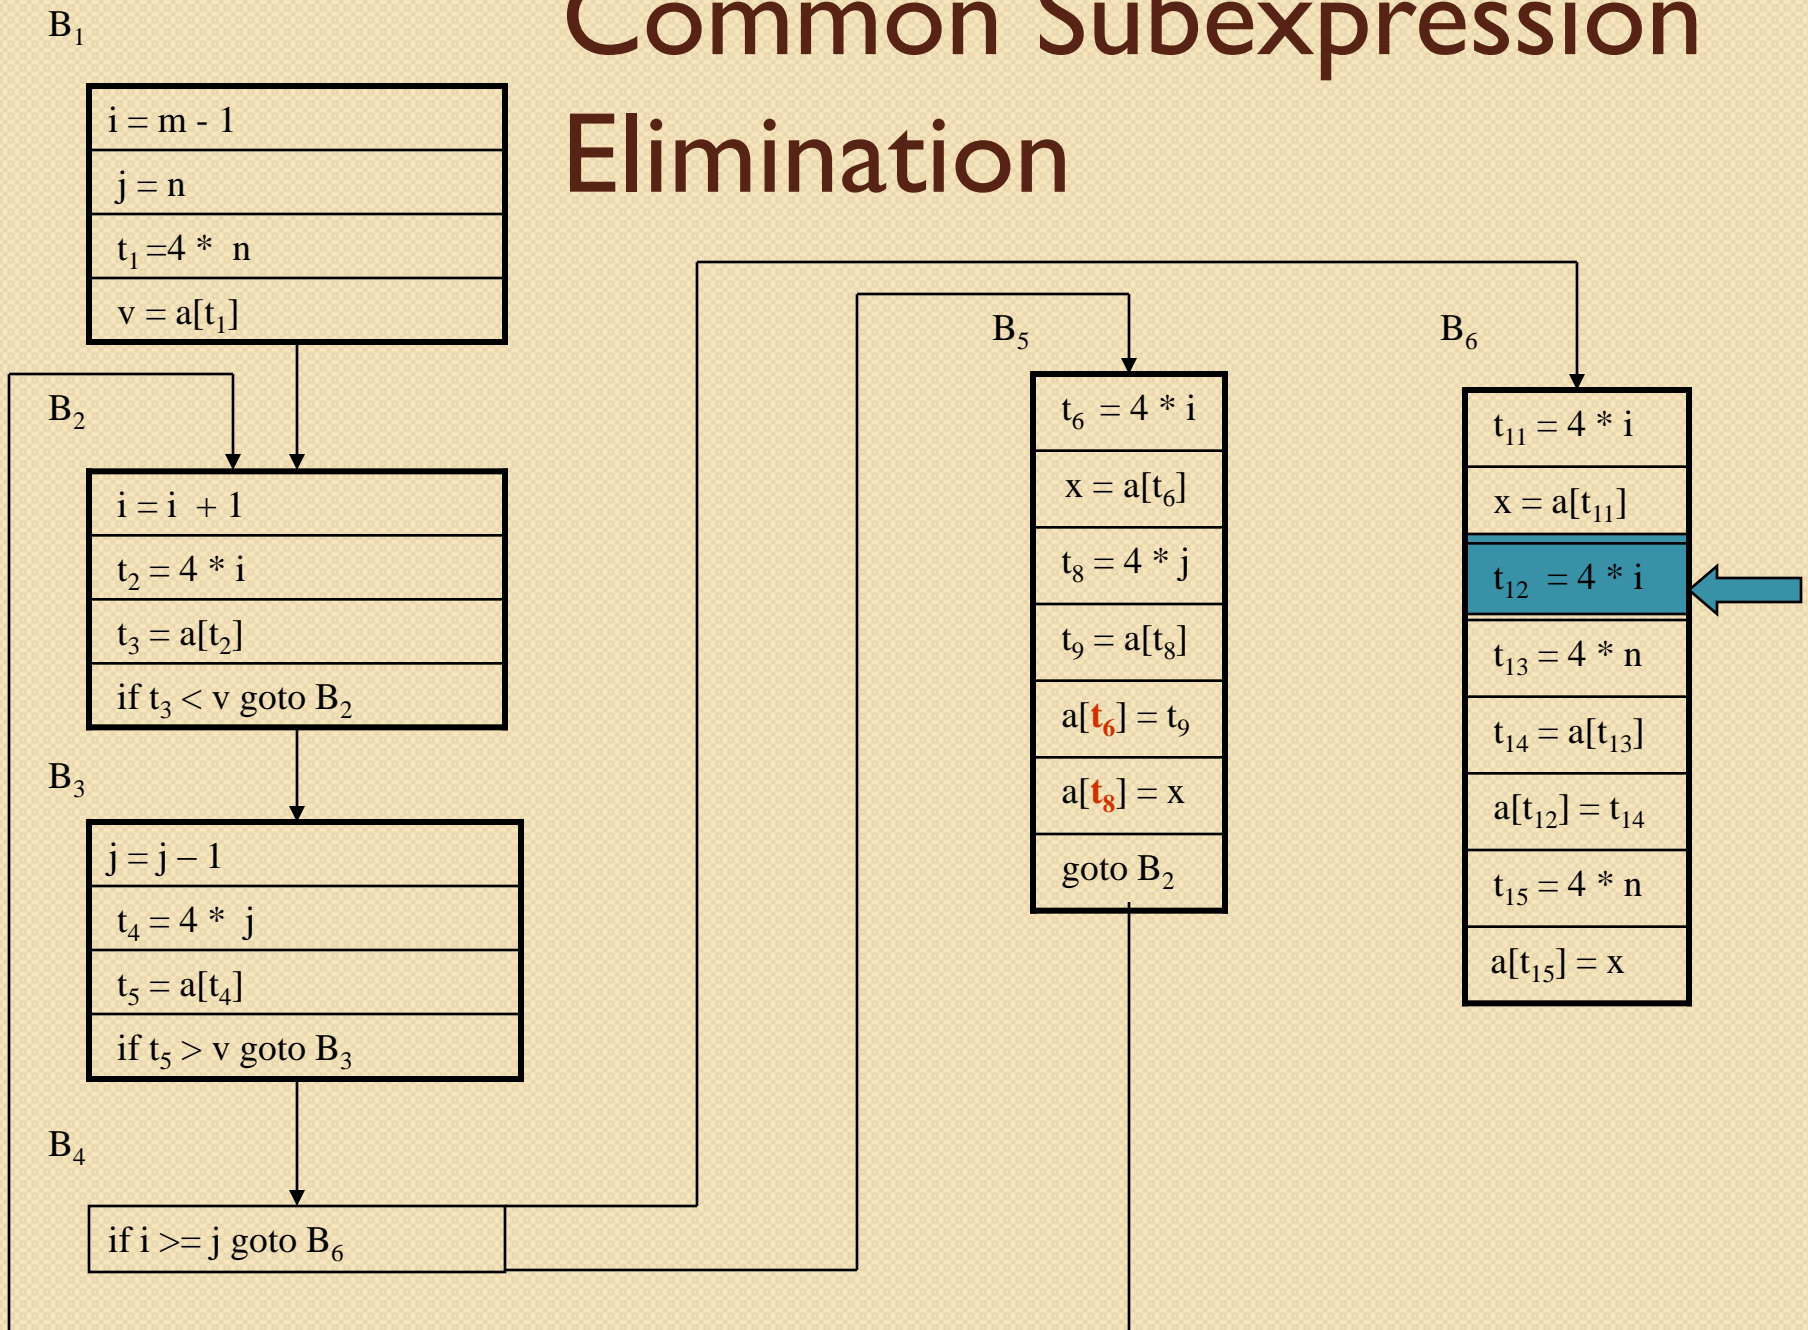 Common Subexpression
Elimination
B₁
i = m - 1
j = n
t₁ =4 * n
v = a[t₁]
B₂
i = i + 1
t₂ = 4 * i
t₃ = a[t₂]
if t₃ < v goto B₂
B₃
j = j – 1
t₄ = 4 * j
t₅ = a[t₄]
if t₅ > v goto B₃
B₄
if i >= j goto B₆
B₅
t₆ = 4 * i
x = a[t₆]
t₈ = 4 * j
t₉ = a[t₈]
a[t₆] = t₉
a[t₈] = x
goto B₂
B₆
t₁₁ = 4 * i
x = a[t₁₁]
t₁₂ = 4 * i
t₁₃ = 4 * n
t₁₄ = a[t₁₃]
a[t₁₂] = t₁₄
t₁₅ = 4 * n
a[t₁₅] = x